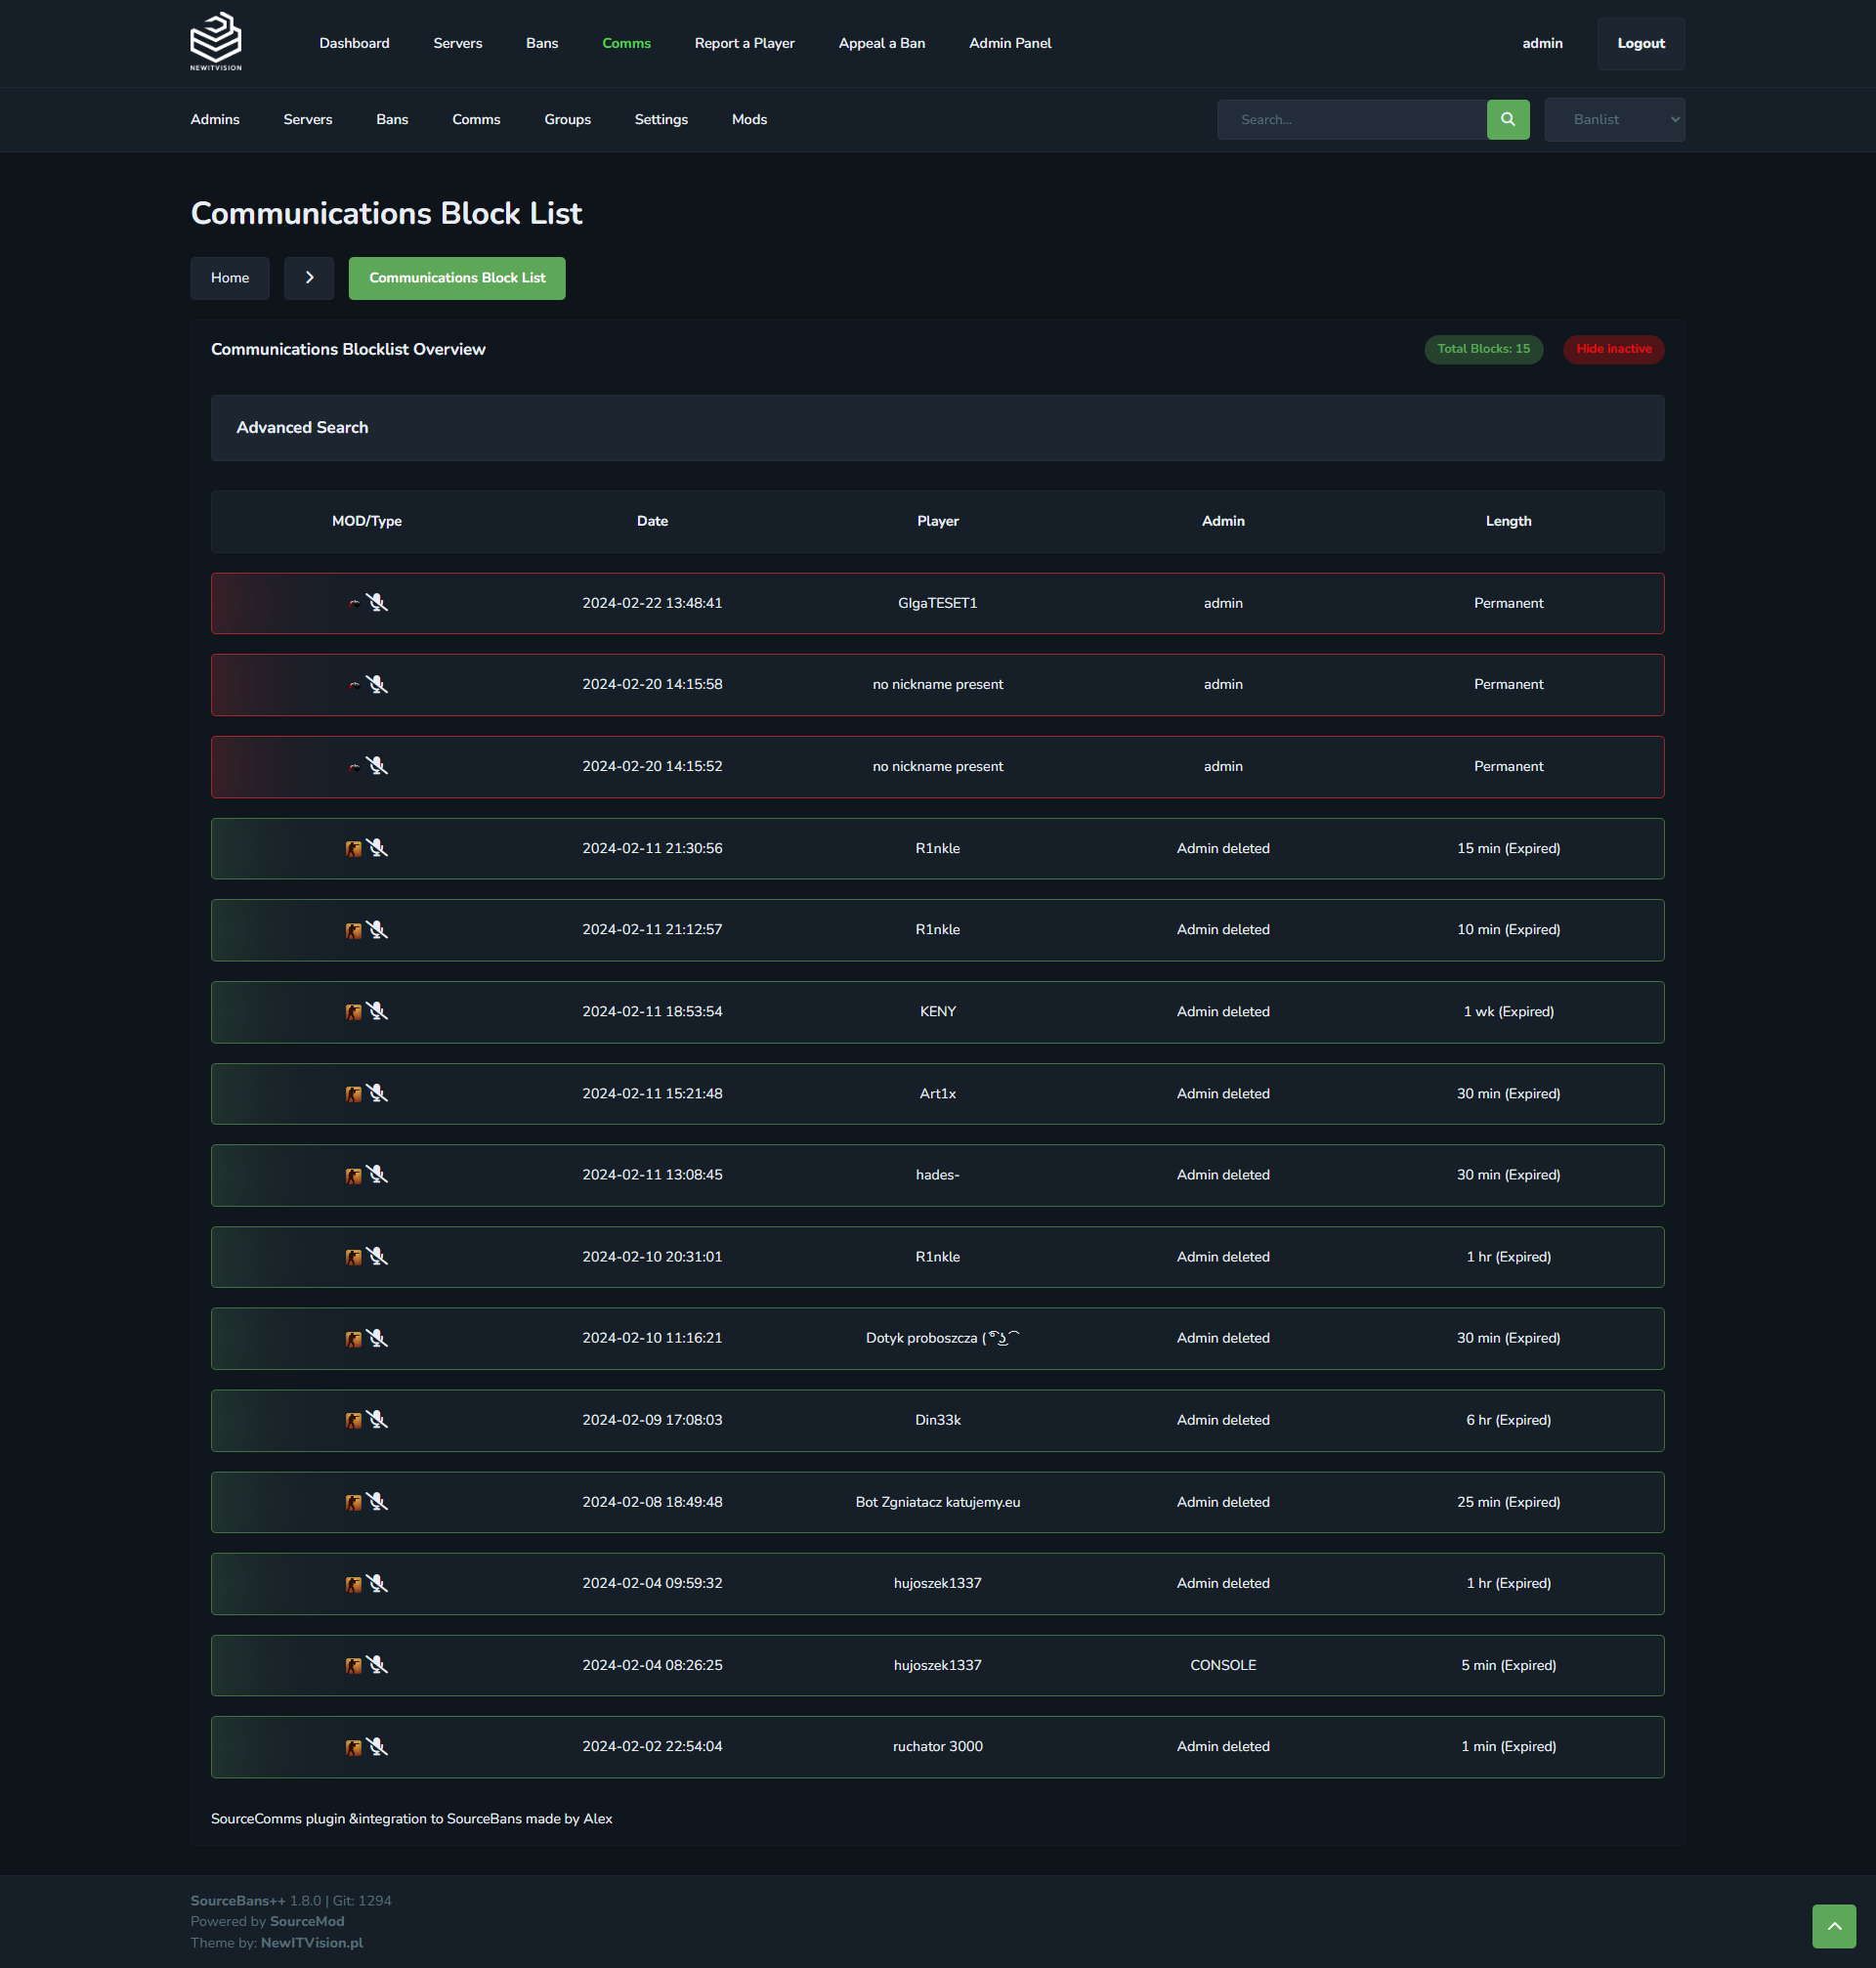 NEWITVISION
Dashboard Servers Bans Comms Report a Player Appeal a Ban Admin Panel admin Logout
Admins Servers Bans Comms Groups Settings Mods Search... Banlist
Communications Block List
Home Communications Block List
Communications Blocklist Overview Total Blocks: 15 Hide inactive
Advanced Search
MOD/Type Date Player Admin Length
2024-02-22 13:48:41 GIgaTESET1 admin Permanent
2024-02-20 14:15:58 no nickname present admin Permanent
2024-02-20 14:15:52 no nickname present admin Permanent
2024-02-11 21:30:56 R1nkle Admin deleted 15 min (Expired)
2024-02-11 21:12:57 R1nkle Admin deleted 10 min (Expired)
2024-02-11 18:53:54 KENY Admin deleted 1 wk (Expired)
2024-02-11 15:21:48 Art1x Admin deleted 30 min (Expired)
2024-02-11 13:08:45 hades- Admin deleted 30 min (Expired)
2024-02-10 20:31:01 R1nkle Admin deleted 1 hr (Expired)
2024-02-10 11:16:21 Dotyk proboszcza ( ͡° ͜ʖ ͡ Admin deleted 30 min (Expired)
2024-02-09 17:08:03 Din33k Admin deleted 6 hr (Expired)
2024-02-08 18:49:48 Bot Zgniatacz katujemy.eu Admin deleted 25 min (Expired)
2024-02-04 09:59:32 hujoszek1337 Admin deleted 1 hr (Expired)
2024-02-04 08:26:25 hujoszek1337 CONSOLE 5 min (Expired)
2024-02-02 22:54:04 ruchator 3000 Admin deleted 1 min (Expired)
SourceComms plugin &integration to SourceBans made by Alex
SourceBans++ 1.8.0 | Git: 1294
Powered by SourceMod
Theme by: NewITVision.pl